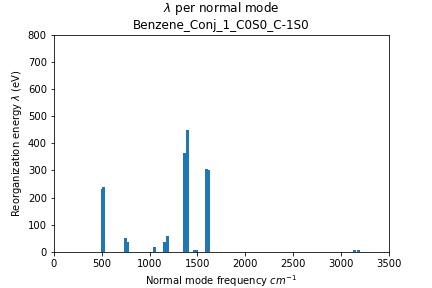 λ per normal mode
Benzene_Conj_1_C0S0_C-1S0
Reorganization energy λ (eV)
800
700
600
500
400
300
200
100
0
0 500 1000 1500 2000 2500 3000 3500
Normal mode frequency cm⁻¹